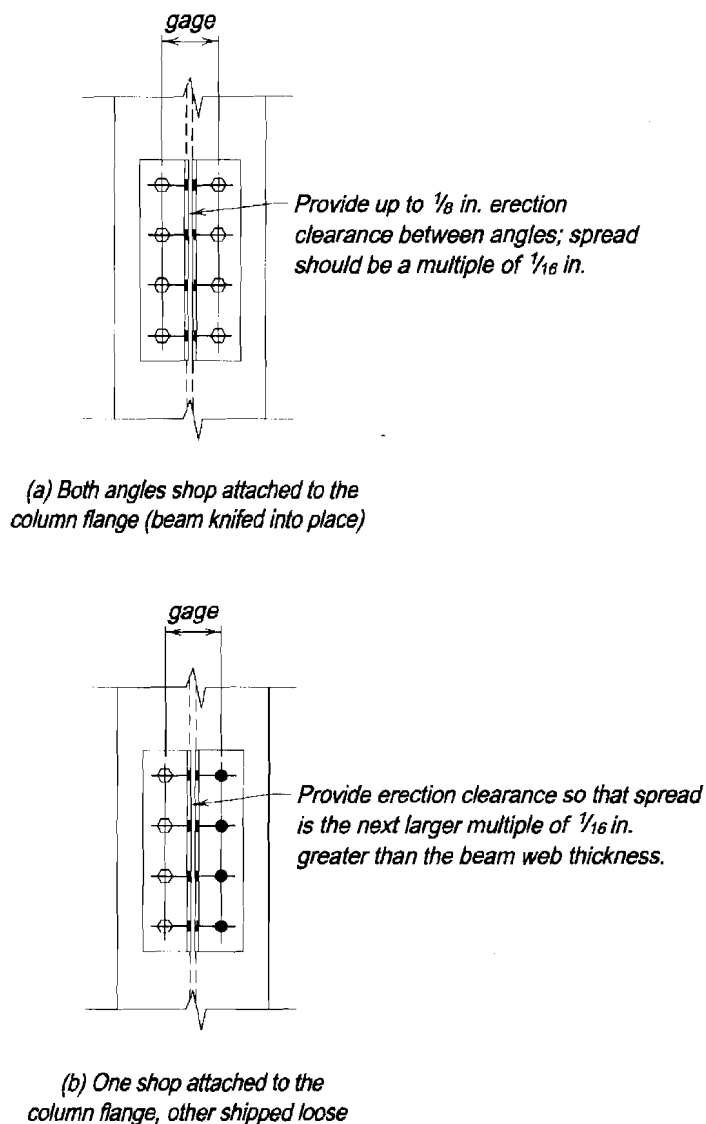 gage
Provide up to 1/8 in. erection
clearance between angles; spread
should be a multiple of 1/16 in.
(a) Both angles shop attached to the
column flange (beam knifed into place)
gage
Provide erection clearance so that spread
is the next larger multiple of 1/16 in.
greater than the beam web thickness.
(b) One shop attached to the
column flange, other shipped loose